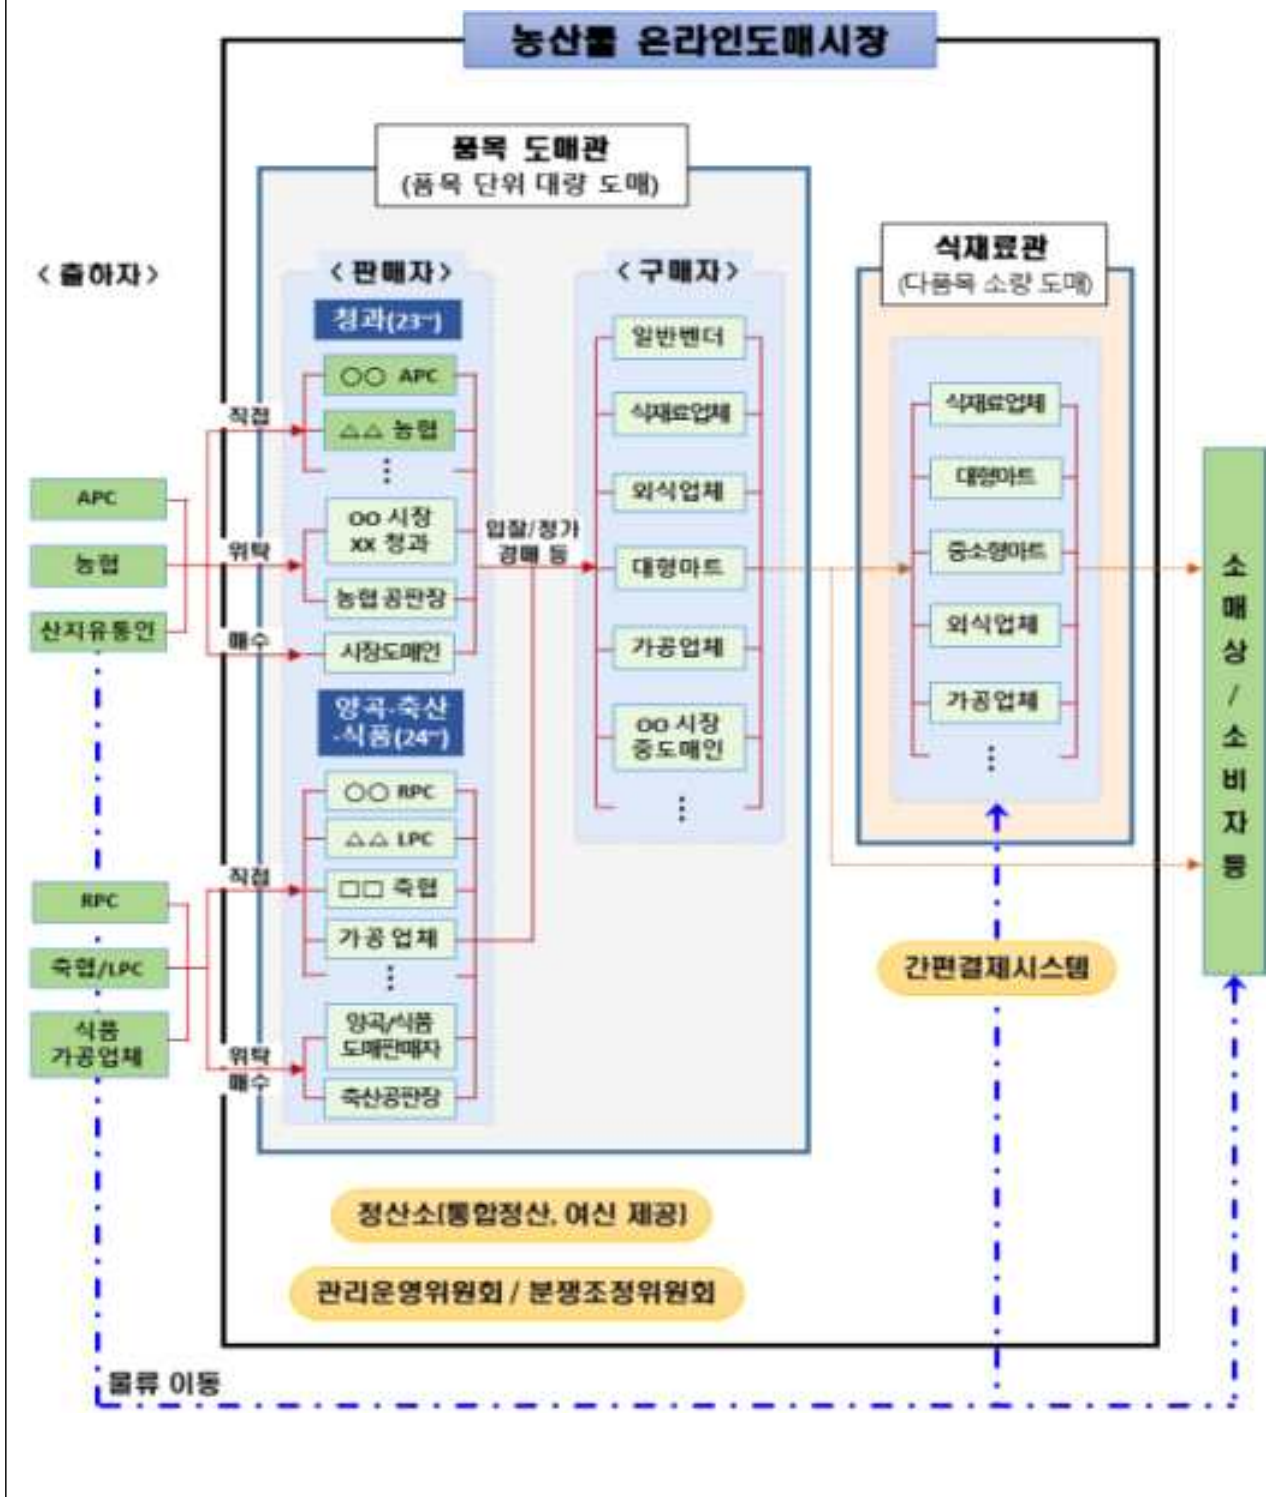 농산물 온라인도매시장
품목 도매관
(품목 단위 대량 도매)
식재료관
(다품목 소량 도매)
<출하자>
<판매자>
<구매자>
청과(23~)
○○ APC
△△ 농협
⋮
OO 시장
XX 청과
농협공판장
시장도매인
양곡·축산
·식품(24~)
○○ RPC
△△ LPC
□□ 축협
가공업체
⋮
양곡/식품
도매판매자
축산공판장
직접
위탁
매수
직접
위탁
매수
APC
농협
산지유통인
RPC
축협/LPC
식품
가공업체
입찰/정가
경매 등
일반벤더
식재료업체
외식업체
대형마트
가공업체
OO 시장
중도매인
⋮
식재료업체
대형마트
중소형마트
외식업체
가공업체
⋮
소매상/소비자 등
간편결제시스템
정산소(통합정산, 여신 제공)
관리운영위원회 / 분쟁조정위원회
물류 이동